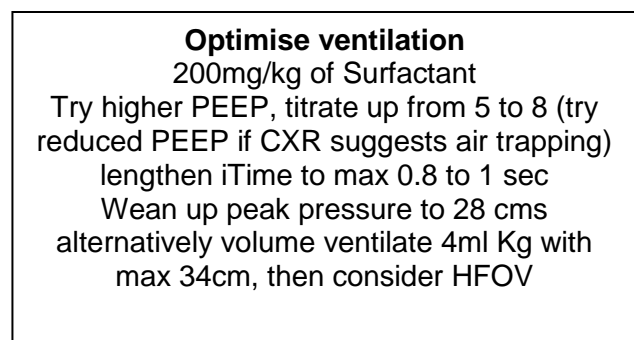 Optimise ventilation
200mg/kg of Surfactant
Try higher PEEP, titrate up from 5 to 8 (try
reduced PEEP if CXR suggests air trapping)
lengthen iTime to max 0.8 to 1 sec
Wean up peak pressure to 28 cms
alternatively volume ventilate 4ml Kg with
max 34cm, then consider HFOV